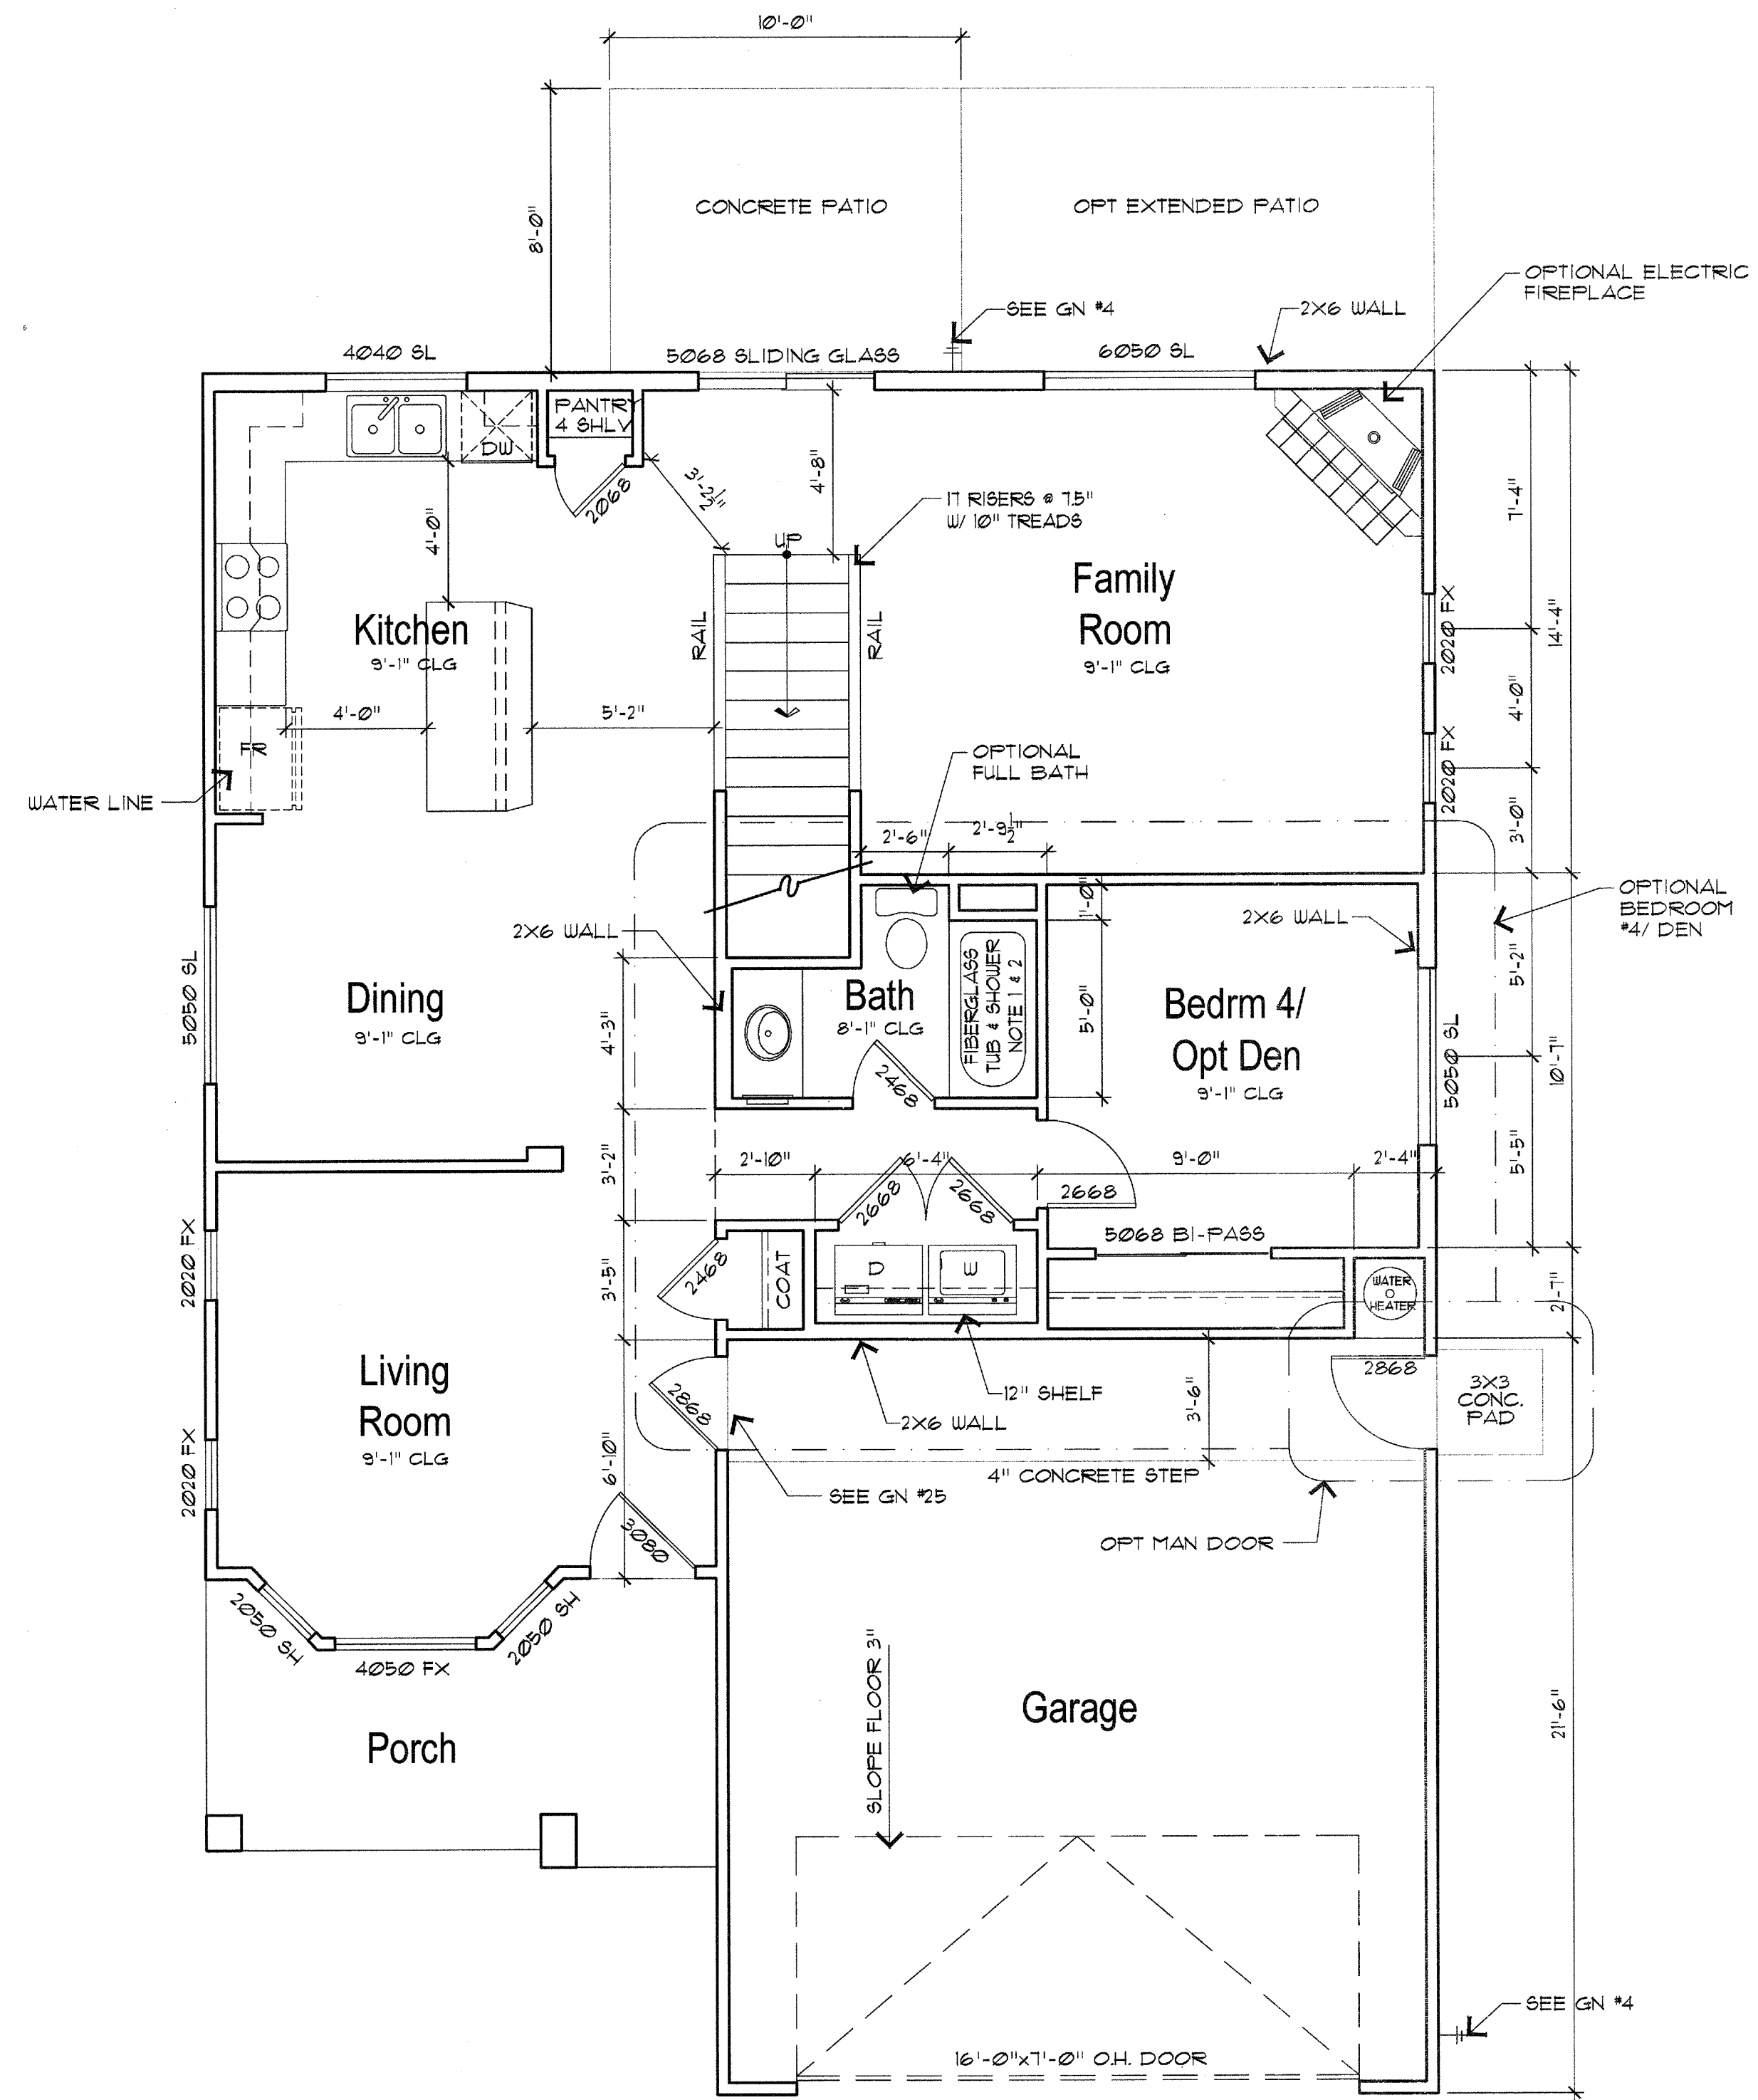 10'-0"
8'-0"
CONCRETE PATIO
OPT EXTENDED PATIO
OPTIONAL ELECTRIC
FIREPLACE
SEE GN #4
2X6 WALL
4040 SL
5068 SLIDING GLASS
6050 SL
PANTRY
4 SHLV
DW
2068
3'-2 1/2"
4'-8"
17 RISERS @ 7.5"
W/ 10" TREADS
7'-4"
4'-0"
UP
Family
Room
9'-1" CLG
Kitchen
9'-1" CLG
RAIL
RAIL
2020 FX
14'-4"
4'-0"
5'-2"
4'-0"
FR
WATER LINE
OPTIONAL
FULL BATH
2020 FX
3'-0"
2'-6"
2'-9 1/2"
1'-0"
2X6 WALL
2X6 WALL
OPTIONAL
BEDROOM
#4/ DEN
5050 SL
Dining
9'-1" CLG
4'-3"
Bath
8'-1" CLG
FIBERGLASS
TUB & SHOWER
NOTE 1 & 2
5'-0"
Bedrm 4/
Opt Den
9'-1" CLG
5'-2"
5050 SL
10'-7"
2468
3'-2"
2'-10"
6'-4"
9'-0"
2'-4"
5'-5"
2668
2668
2668
5068 BI-PASS
2020 FX
3'-5"
2468
COAT
D
W
WATER
HEATER
2'-7"
Living
Room
9'-1" CLG
2868
12" SHELF
2X6 WALL
3'-6"
2868
3X3
CONC.
PAD
2020 FX
6'-10"
4" CONCRETE STEP
SEE GN #25
OPT MAN DOOR
3080
2050 SH
4050 FX
2050 SH
SLOPE FLOOR 3"
Garage
21'-6"
Porch
SEE GN #4
16'-0"x7'-0" O.H. DOOR